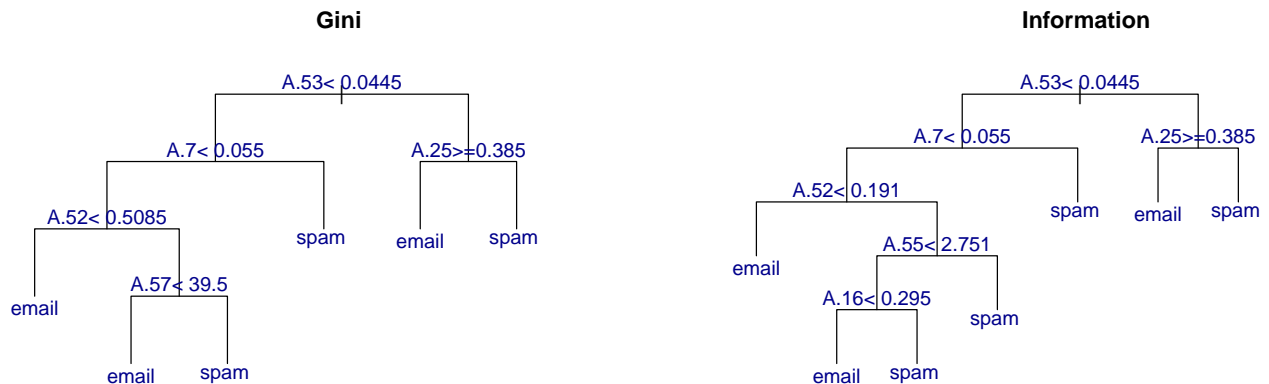 Gini
A.53< 0.0445
A.7< 0.055
A.25>=0.385
A.52< 0.5085
spam
email
spam
email
A.57< 39.5
email
spam
Information
A.53< 0.0445
A.7< 0.055
A.25>=0.385
A.52< 0.191
spam
email
spam
email
A.55< 2.751
A.16< 0.295
spam
email
spam